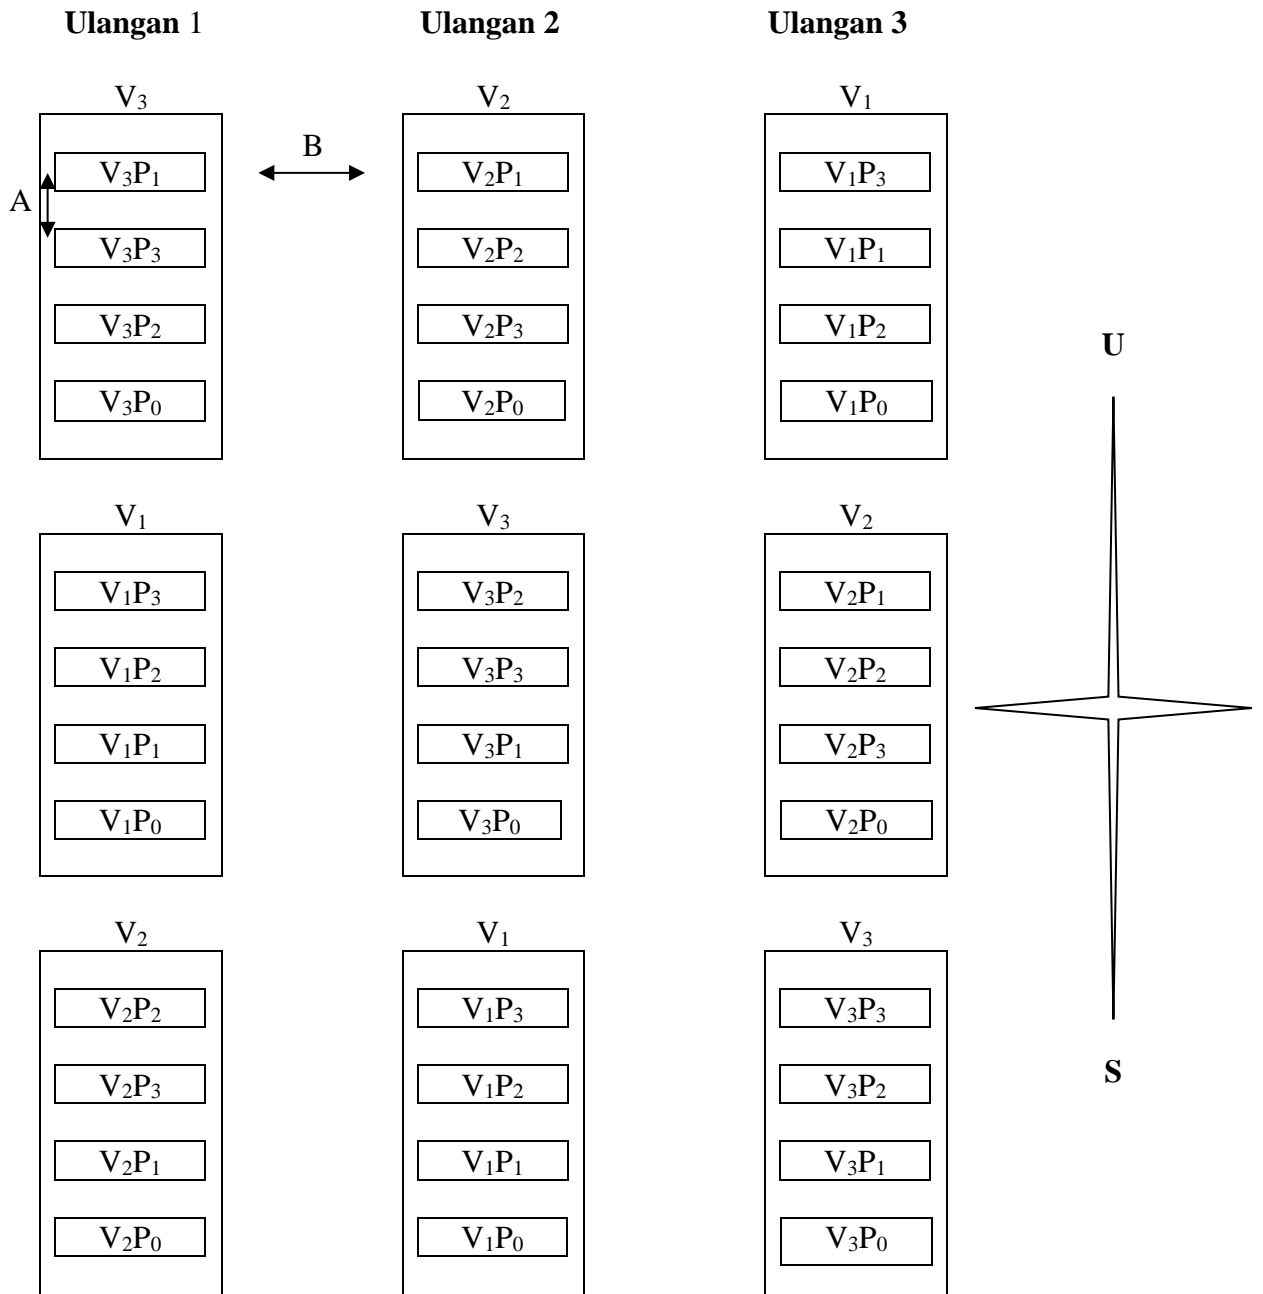 Ulangan 1 Ulangan 2 Ulangan 3
V₃ V₂ V₁
B
V₃P₁ V₂P₁ V₁P₃
A
V₃P₃ V₂P₂ V₁P₁
V₃P₂ V₂P₃ V₁P₂
U
V₃P₀ V₂P₀ V₁P₀
V₁ V₃ V₂
V₁P₃ V₃P₂ V₂P₁
V₁P₂ V₃P₃ V₂P₂
V₁P₁ V₃P₁ V₂P₃
V₁P₀ V₃P₀ V₂P₀
V₂ V₁ V₃
V₂P₂ V₁P₃ V₃P₃
S
V₂P₃ V₁P₂ V₃P₂
V₂P₁ V₁P₁ V₃P₁
V₂P₀ V₁P₀ V₃P₀